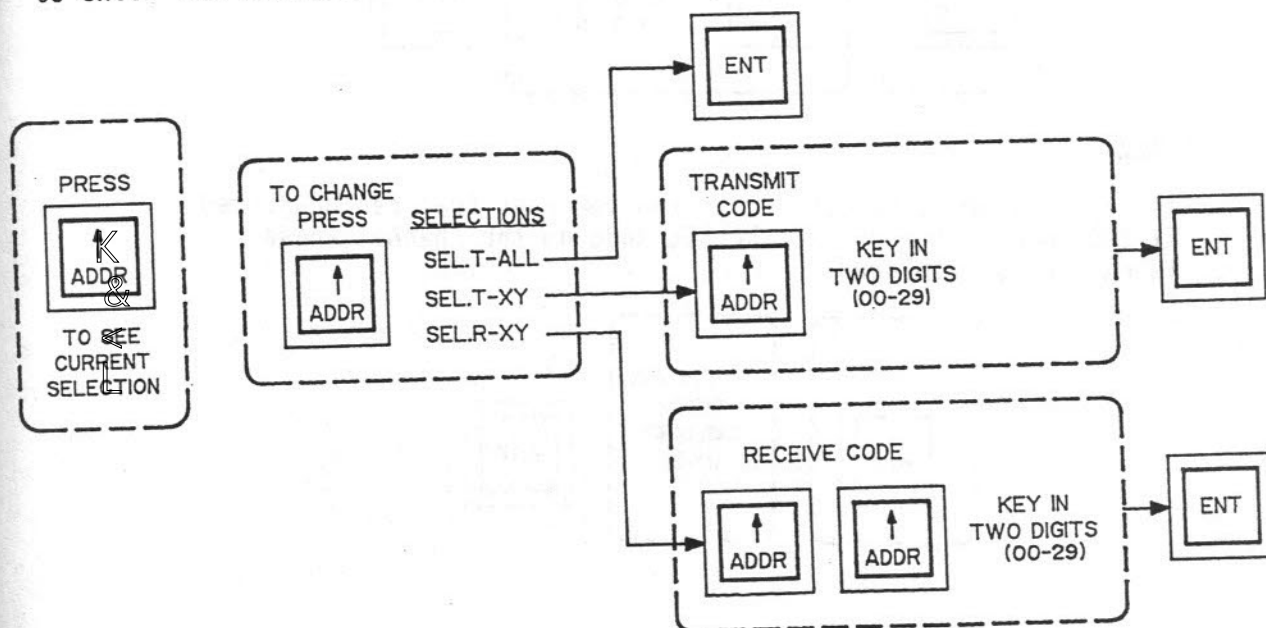 PRESS
↑
ADDR
TO SEE
CURRENT
SELECTION
K & K L
TO CHANGE
PRESS
↑
ADDR
SELECTIONS
SEL.T-ALL
SEL.T-XY
SEL.R-XY
ENT
TRANSMIT
CODE
↑
ADDR
KEY IN
TWO DIGITS
(00-29)
ENT
RECEIVE CODE
↑
ADDR
↑
ADDR
KEY IN
TWO DIGITS
(00-29)
ENT